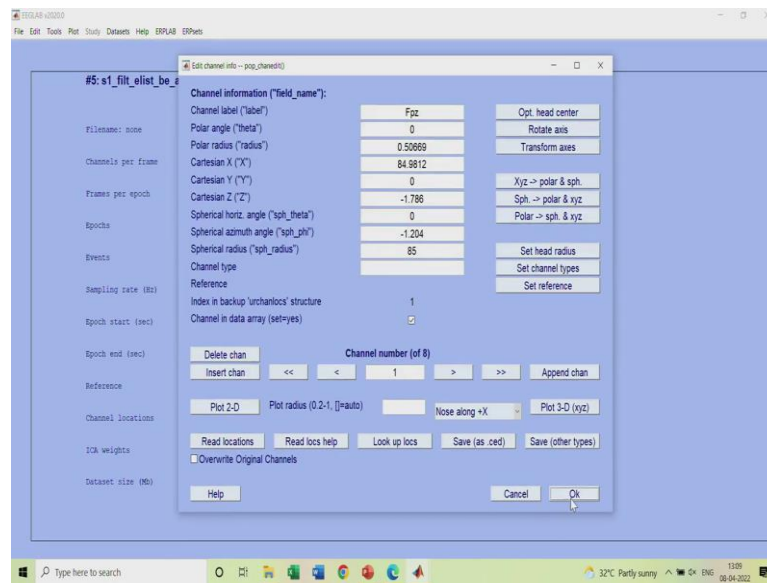 EEGLAB v2020.0
File Edit Tools Plot Study Datasets Help ERPLAB ERPsets
Edit channel info -- pop_chanedit()
#5: s1_filt_elist_be_a
Filename: none
Channels per frame
Frames per epoch
Epochs
Events
Sampling rate (Hz)
Epoch start (sec)
Epoch end (sec)
Reference
Channel locations
ICA weights
Dataset size (Mb)
Channel information ("field_name"):
Channel label ("label") Fpz Opt. head center
Polar angle ("theta") 0 Rotate axis
Polar radius ("radius") 0.50669 Transform axes
Cartesian X ("X") 84.9812
Cartesian Y ("Y") 0 Xyz -> polar & sph.
Cartesian Z ("Z") -1.786 Sph. -> polar & xyz
Spherical horiz. angle ("sph_theta") 0 Polar -> sph. & xyz
Spherical azimuth angle ("sph_phi") -1.204
Spherical radius ("sph_radius") 85 Set head radius
Channel type Set channel types
Reference Set reference
Index in backup 'urchanlocs' structure 1
Channel in data array (set=yes)
Delete chan Channel number (of 8)
Insert chan << < 1 > >> Append chan
Plot 2-D Plot radius (0.2-1, []=auto) Nose along +X Plot 3-D (xyz)
Read locations Read locs help Look up locs Save (as .ced) Save (other types)
Overwrite Original Channels
Help Cancel Ok
Type here to search 32°C Partly sunny ENG 13:09
08-04-2022